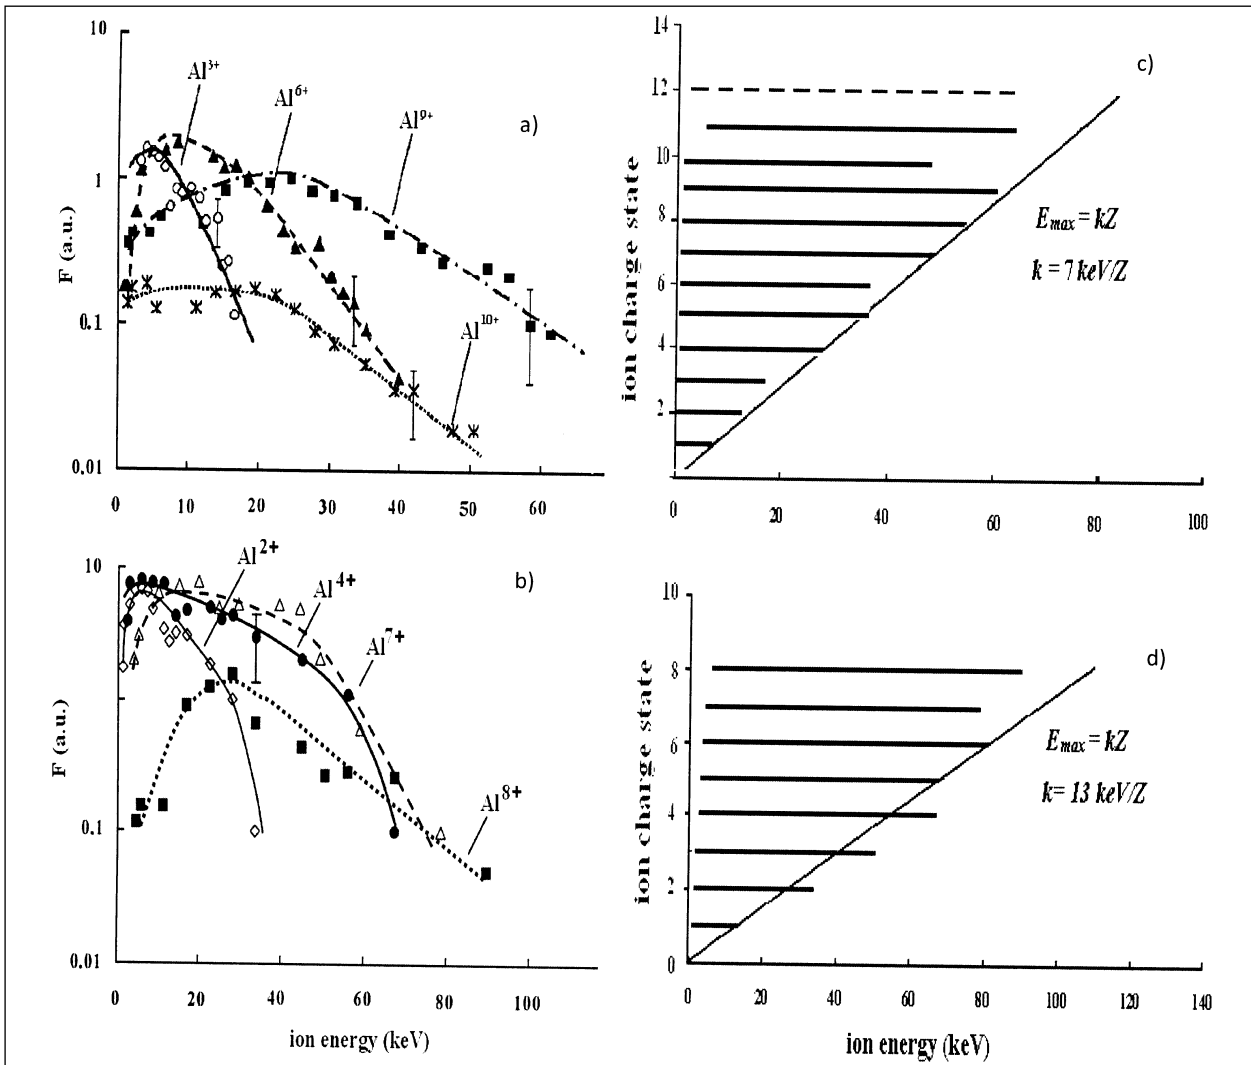 a)
10
1
0.1
0.01
F (a.u.)
Al3+
Al6+
Al9+
Al10+
0 10 20 30 40 50 60
c)
14
12
10
8
6
4
2
ion charge state
Emax = kZ
k = 7 keV/Z
0 20 40 60 80 100
b)
10
0.1
0.01
F (a.u.)
Al2+
Al4+
Al7+
Al8+
0 20 40 60 80 100
ion energy (keV)
d)
10
8
6
4
2
0
ion charge state
Emax = kZ
k = 13 keV/Z
0 20 40 60 80 100 120 140
ion energy (keV)